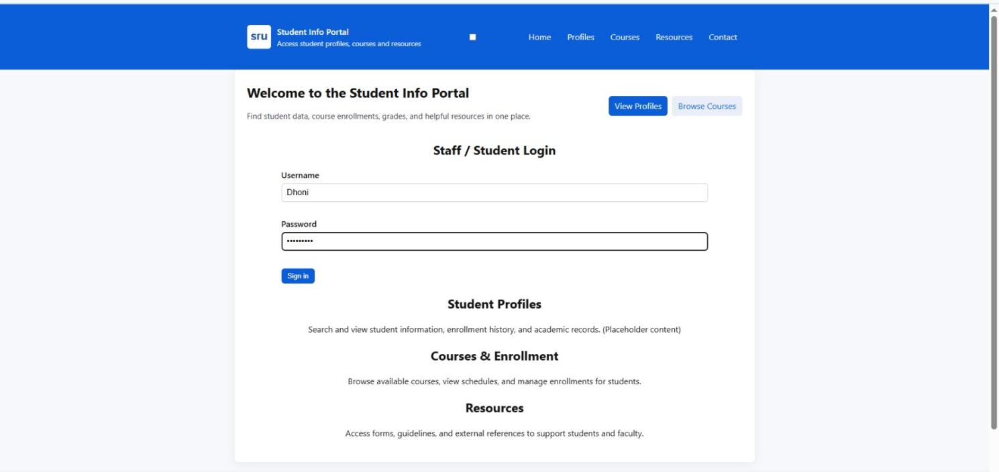 sru
Student Info Portal
Access student profiles, courses and resources
Home Profiles Courses Resources Contact
Welcome to the Student Info Portal
Find student data, course enrollments, grades, and helpful resources in one place.
View Profiles Browse Courses
Staff / Student Login
Username
Dhoni
Password
•••••••••
Sign in
Student Profiles
Search and view student information, enrollment history, and academic records. (Placeholder content)
Courses & Enrollment
Browse available courses, view schedules, and manage enrollments for students.
Resources
Access forms, guidelines, and external references to support students and faculty.